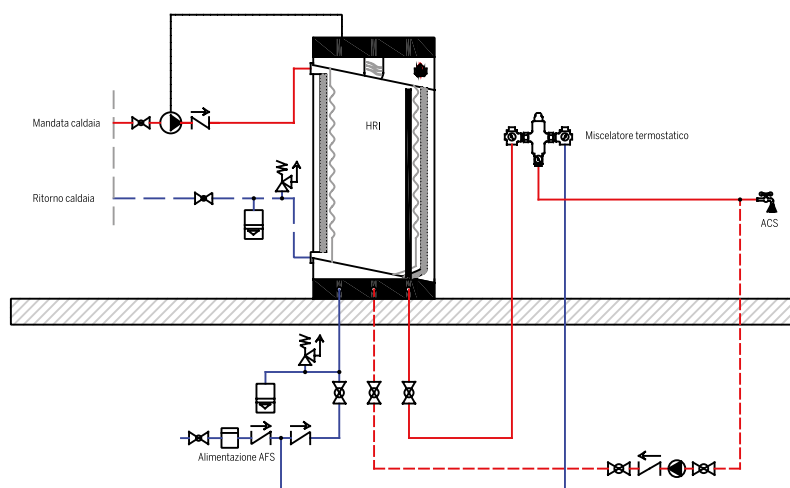 Mandata caldaia
HRI
Miscelatore termostatico
Ritorno caldaia
ACS
Alimentazione AFS